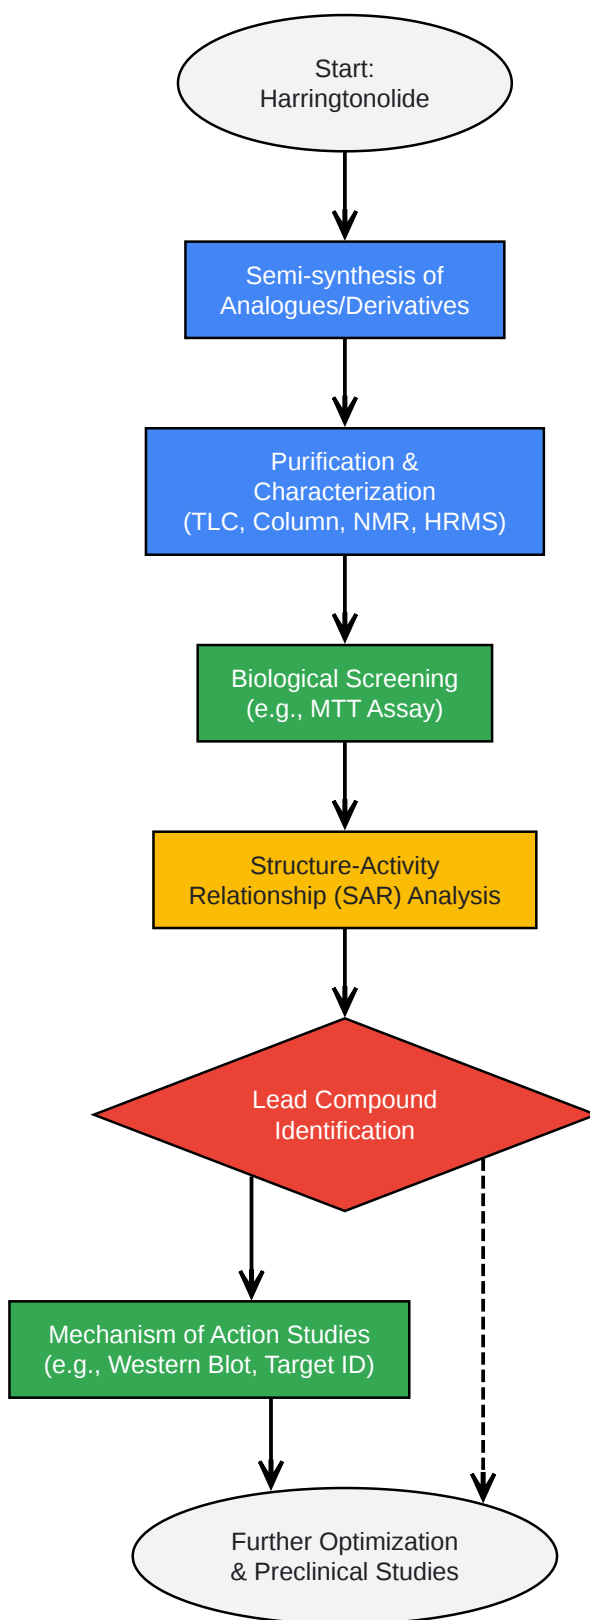 Start:
Harringtonolide
Semi-synthesis of
Analogues/Derivatives
Purification &
Characterization
(TLC, Column, NMR, HRMS)
Biological Screening
(e.g., MTT Assay)
Structure-Activity
Relationship (SAR) Analysis
Lead Compound
Identification
Mechanism of Action Studies
(e.g., Western Blot, Target ID)
Further Optimization
& Preclinical Studies